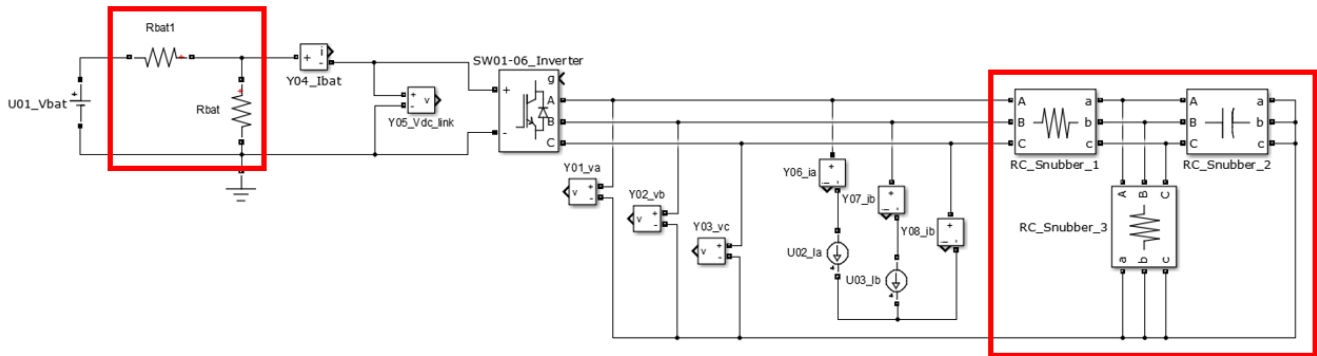 Rbat1
U01_Vbat
Rbat
+ i -
Y04_Ibat
+ - v
Y05_Vdc_link
SW01-06_Inverter
g
+
-
A
B
C
v + -
Y01_va
v + -
Y02_vb
v + -
Y03_vc
Y06_ia
Y07_ib
Y08_ib
U02_Ia
U03_Ib
A a
B b
C c
RC_Snubber_1
A a
B b
C c
RC_Snubber_2
A B C
RC_Snubber_3
a b c